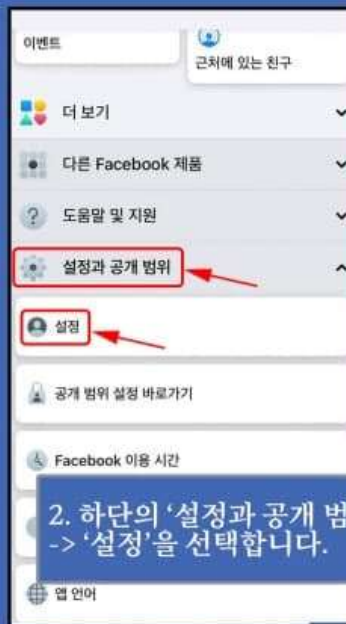 이벤트
근처에 있는 친구
더 보기
다른 Facebook 제품
도움말 및 지원
설정과 공개 범위
설정
공개 범위 설정 바로가기
Facebook 이용 시간
2. 하단의 ‘설정과 공개 범
-> ‘설정’을 선택합니다.
앱 언어